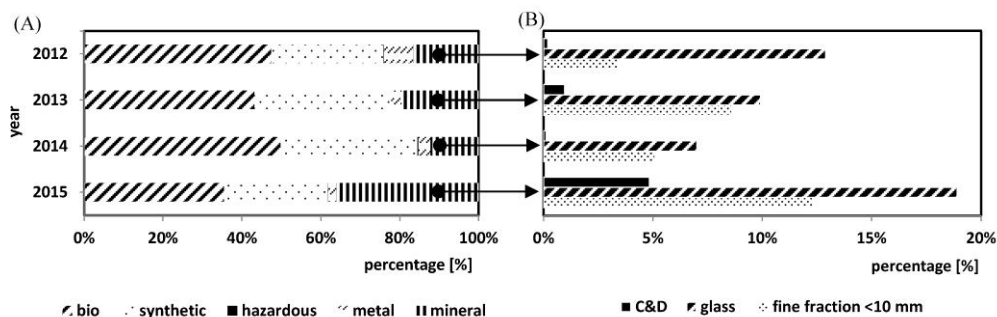 (A)
(B)
year
2012
2013
2014
2015
0% 20% 40% 60% 80% 100%
percentage [%]
bio synthetic hazardous metal mineral
0% 5% 10% 15% 20%
percentage [%]
C&D glass fine fraction <10 mm